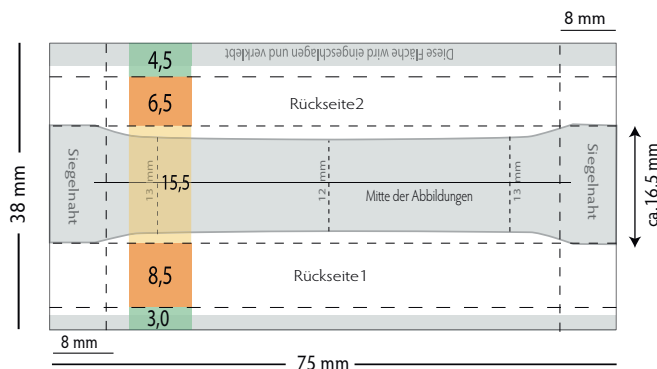 8 mm
Diese Fläche wird eingeschlagen und verklebt
4,5
6,5
Rückseite2
Siegelnaht
13 mm
15,5
12 mm
Mitte der Abbildungen
13 mm
Siegelnaht
ca.16,5 mm
38 mm
8,5
Rückseite1
3,0
8 mm
75 mm